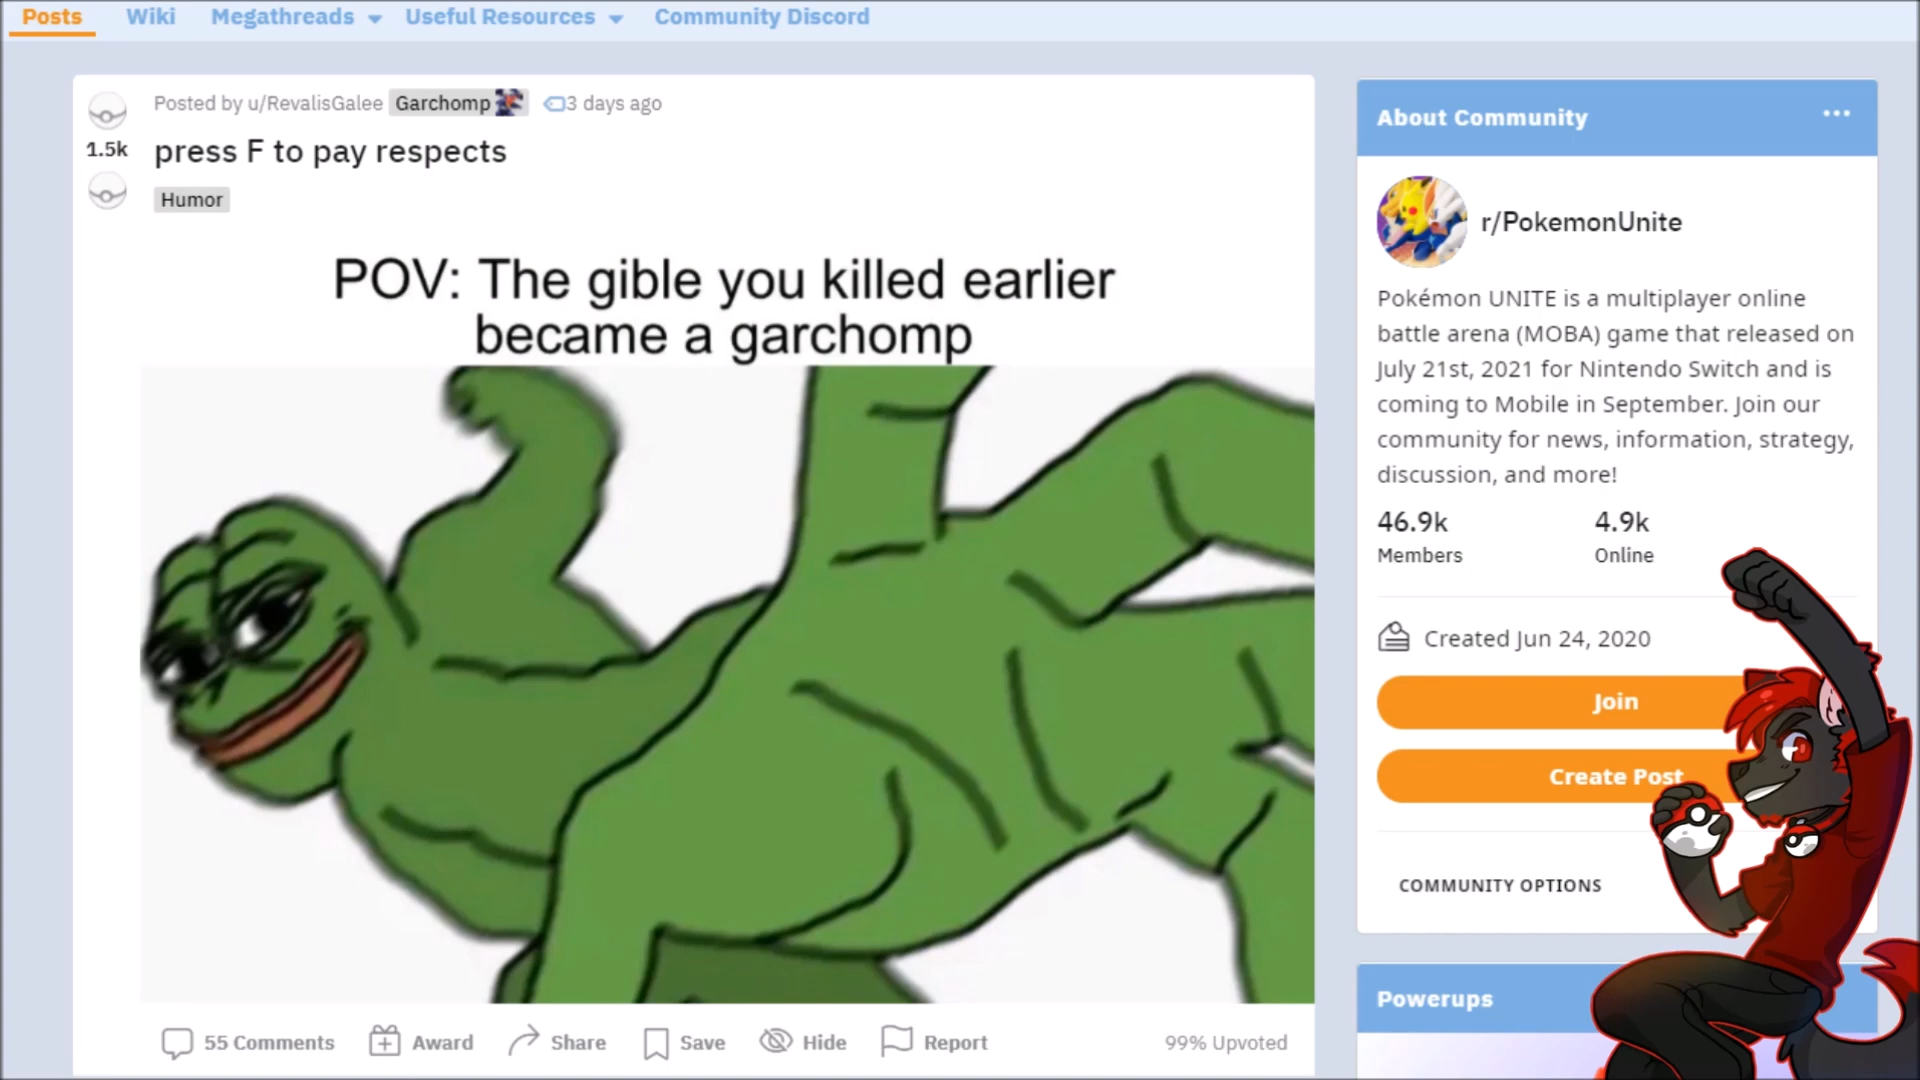 Posts Wiki Megathreads Useful Resources Community Discord
Posted by u/RevalisGalee Garchomp 3 days ago
1.5k
press F to pay respects
Humor
POV: The gible you killed earlier
became a garchomp
55 Comments Award Share Save Hide Report 99% Upvoted
About Community
r/PokemonUnite
Pokémon UNITE is a multiplayer online
battle arena (MOBA) game that released on
July 21st, 2021 for Nintendo Switch and is
coming to Mobile in September. Join our
community for news, information, strategy,
discussion, and more!
46.9k 4.9k
Members Online
Created Jun 24, 2020
Join
Create Post
COMMUNITY OPTIONS
Powerups